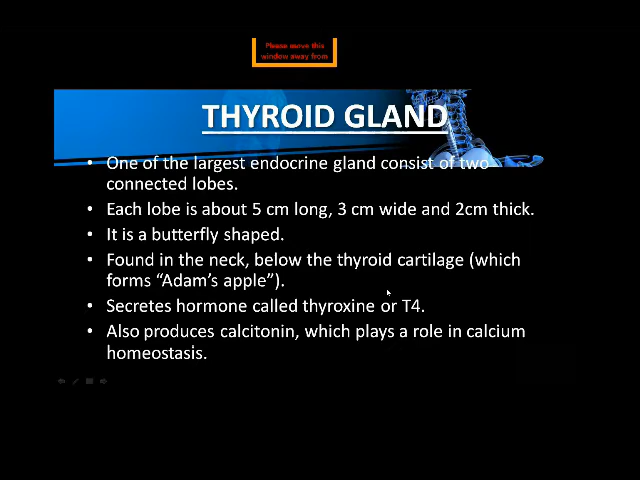 Please move this
window away from
THYROID GLAND
• One of the largest endocrine gland consist of two
connected lobes.
• Each lobe is about 5 cm long, 3 cm wide and 2cm thick.
• It is a butterfly shaped.
• Found in the neck, below the thyroid cartilage (which
forms “Adam’s apple”).
• Secretes hormone called thyroxine or T4.
• Also produces calcitonin, which plays a role in calcium
homeostasis.